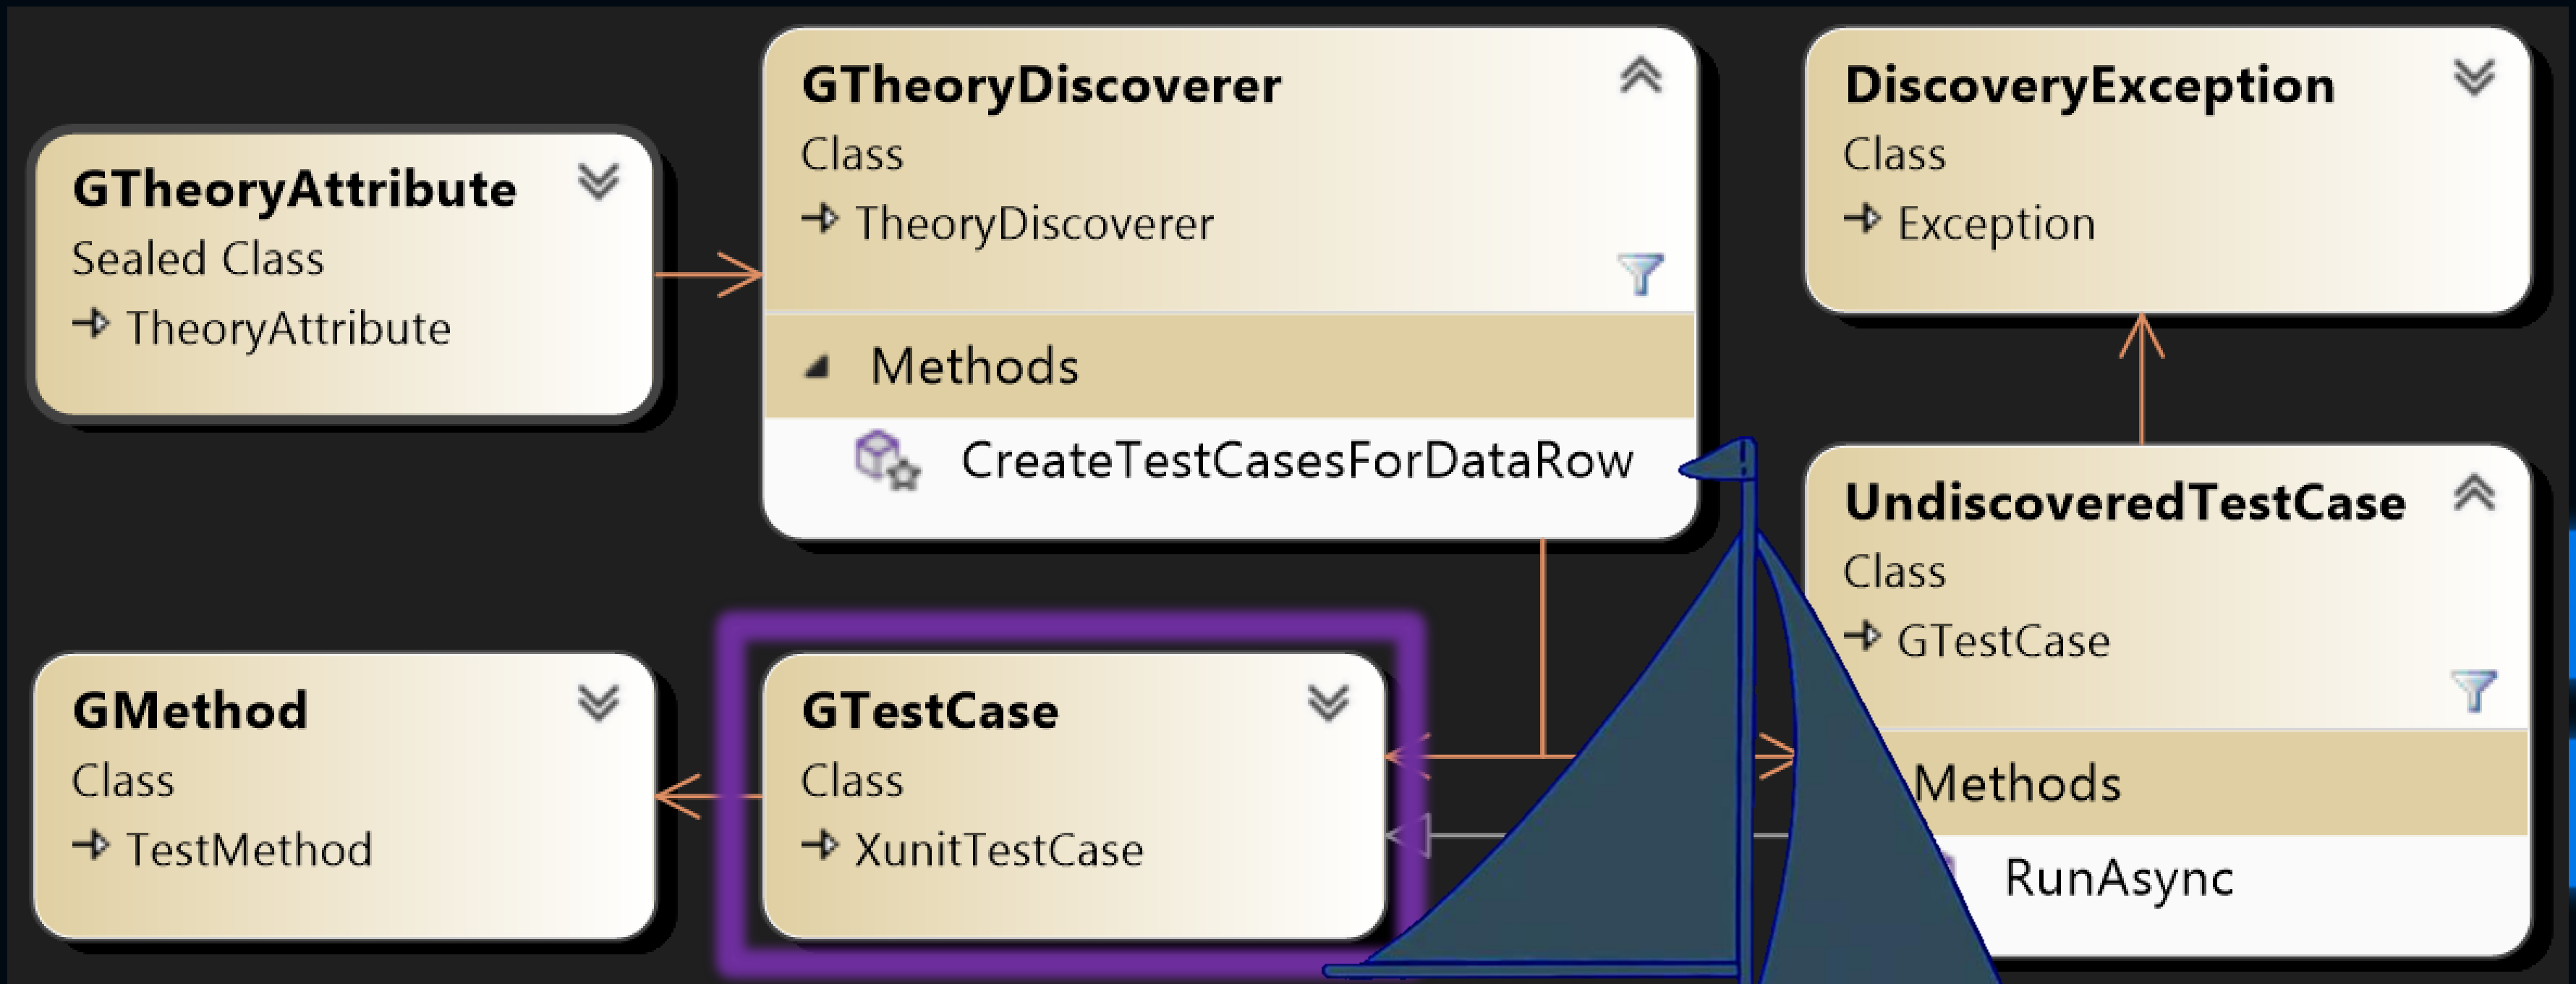 GTheoryAttribute
Sealed Class
TheoryAttribute
GTheoryDiscoverer
Class
TheoryDiscoverer
Methods
CreateTestCasesForDataRow
DiscoveryException
Class
Exception
GMethod
Class
TestMethod
GTestCase
Class
XunitTestCase
UndiscoveredTestCase
Class
GTestCase
Methods
RunAsync